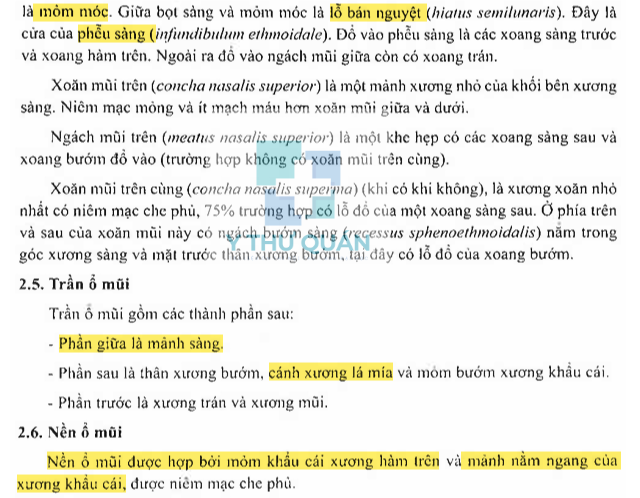 là mỏm móc. Giữa bọt sàng và mỏm móc là lỗ bán nguyệt (hiatus semilunaris). Đây là
cửa của phễu sàng (infundibulum ethmoidale). Đổ vào phễu sàng là các xoang sàng trước
và xoang hàm trên. Ngoài ra đổ vào ngách mũi giữa còn có xoang trán.
Xoăn mũi trên (concha nasalis superior) là một mảnh xương nhỏ của khối bên xương
sàng. Niêm mạc mỏng và ít mạch máu hơn xoăn mũi giữa và dưới.
Ngách mũi trên (meatus nasalis superior) là một khe hẹp có các xoang sàng sau và
xoang bướm đổ vào (trường hợp không có xoăn mũi trên cùng).
Xoăn mũi trên cùng (concha nasalis suprema) (khi có khi không), là xương xoăn nhỏ
nhất có niêm mạc che phủ, 75% trường hợp có lỗ đổ của một xoang sàng sau. Ở phía trên
và sau của xoăn mũi này có ngách bướm sàng (recessus sphenoethmoidalis) nằm trong
Y THƯ QUÁN
góc xương sàng và mặt trước thân xương bướm, tại đây có lỗ đổ của xoang bướm.
2.5. Trần ổ mũi
Trần ổ mũi gồm các thành phần sau:
- Phần giữa là mảnh sàng.
- Phần sau là thân xương bướm, cánh xương lá mía và mỏm bướm xương khẩu cái.
- Phần trước là xương trán và xương mũi.
2.6. Nền ổ mũi
Nền ổ mũi được hợp bởi mỏm khẩu cái xương hàm trên và mảnh nằm ngang của
xương khẩu cái, được niêm mạc che phủ.